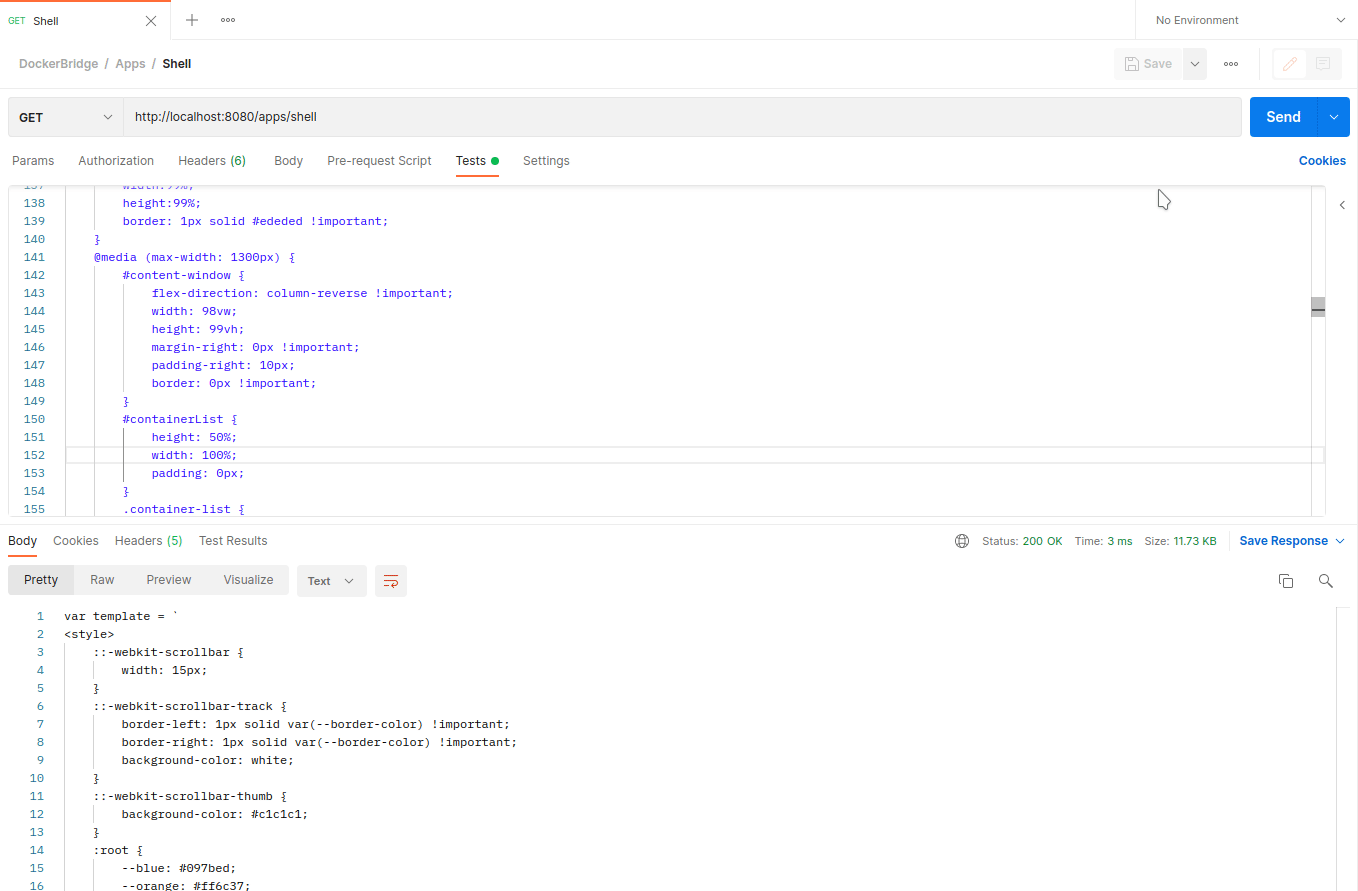 GET Shell No Environment
DockerBridge / Apps / Shell Save
GET http://localhost:8080/apps/shell Send
Params Authorization Headers (6) Body Pre-request Script Tests Settings Cookies
137 width:99%;
138 height:99%;
139 border: 1px solid #ededed !important;
140 }
141 @media (max-width: 1300px) {
142 #content-window {
143 flex-direction: column-reverse !important;
144 width: 98vw;
145 height: 99vh;
146 margin-right: 0px !important;
147 padding-right: 10px;
148 border: 0px !important;
149 }
150 #containerList {
151 height: 50%;
152 width: 100%;
153 padding: 0px;
154 }
155 .container-list {
Body Cookies Headers (5) Test Results Status: 200 OK Time: 3 ms Size: 11.73 KB Save Response
Pretty Raw Preview Visualize Text
1 var template = `
2 <style>
3 ::-webkit-scrollbar {
4 width: 15px;
5 }
6 ::-webkit-scrollbar-track {
7 border-left: 1px solid var(--border-color) !important;
8 border-right: 1px solid var(--border-color) !important;
9 background-color: white;
10 }
11 ::-webkit-scrollbar-thumb {
12 background-color: #c1c1c1;
13 }
14 :root {
15 --blue: #097bed;
16 --orange: #ff6c37;